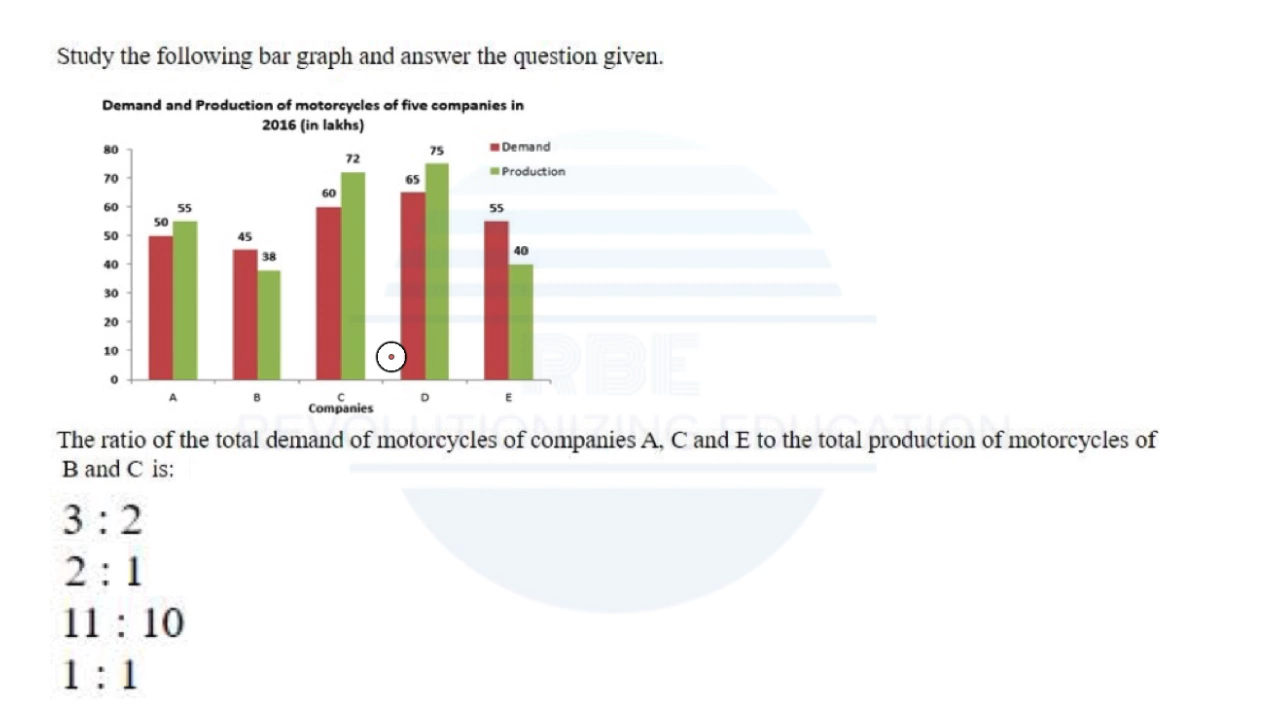 Study the following bar graph and answer the question given.
Demand and Production of motorcycles of five companies in
2016 (in lakhs)
Demand
Production
80
70
60
50
40
30
20
10
0
50
55
45
38
60
72
65
75
55
40
A
B
C
D
E
Companies
RBE
REVOLUTIONIZING EDUCATION
The ratio of the total demand of motorcycles of companies A, C and E to the total production of motorcycles of
B and C is:
3 : 2
2 : 1
11 : 10
1 : 1